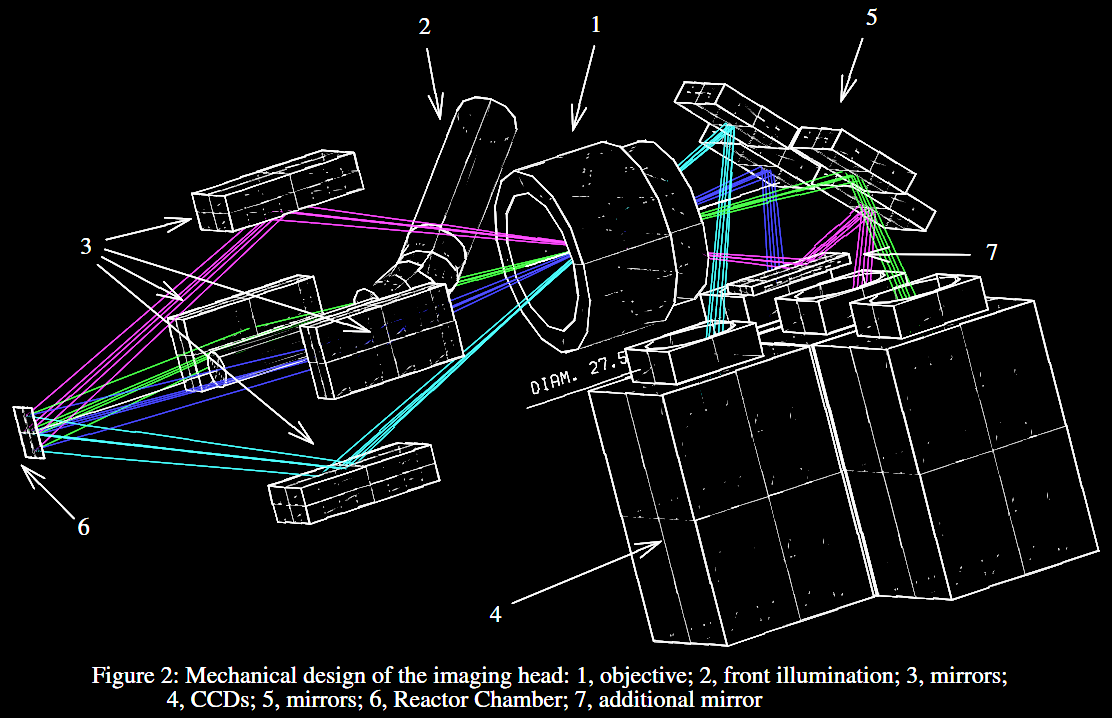 2
1
5
3
7
DIAM. 27.5
6
4
Figure 2: Mechanical design of the imaging head: 1, objective; 2, front illumination; 3, mirrors;
4, CCDs; 5, mirrors; 6, Reactor Chamber; 7, additional mirror